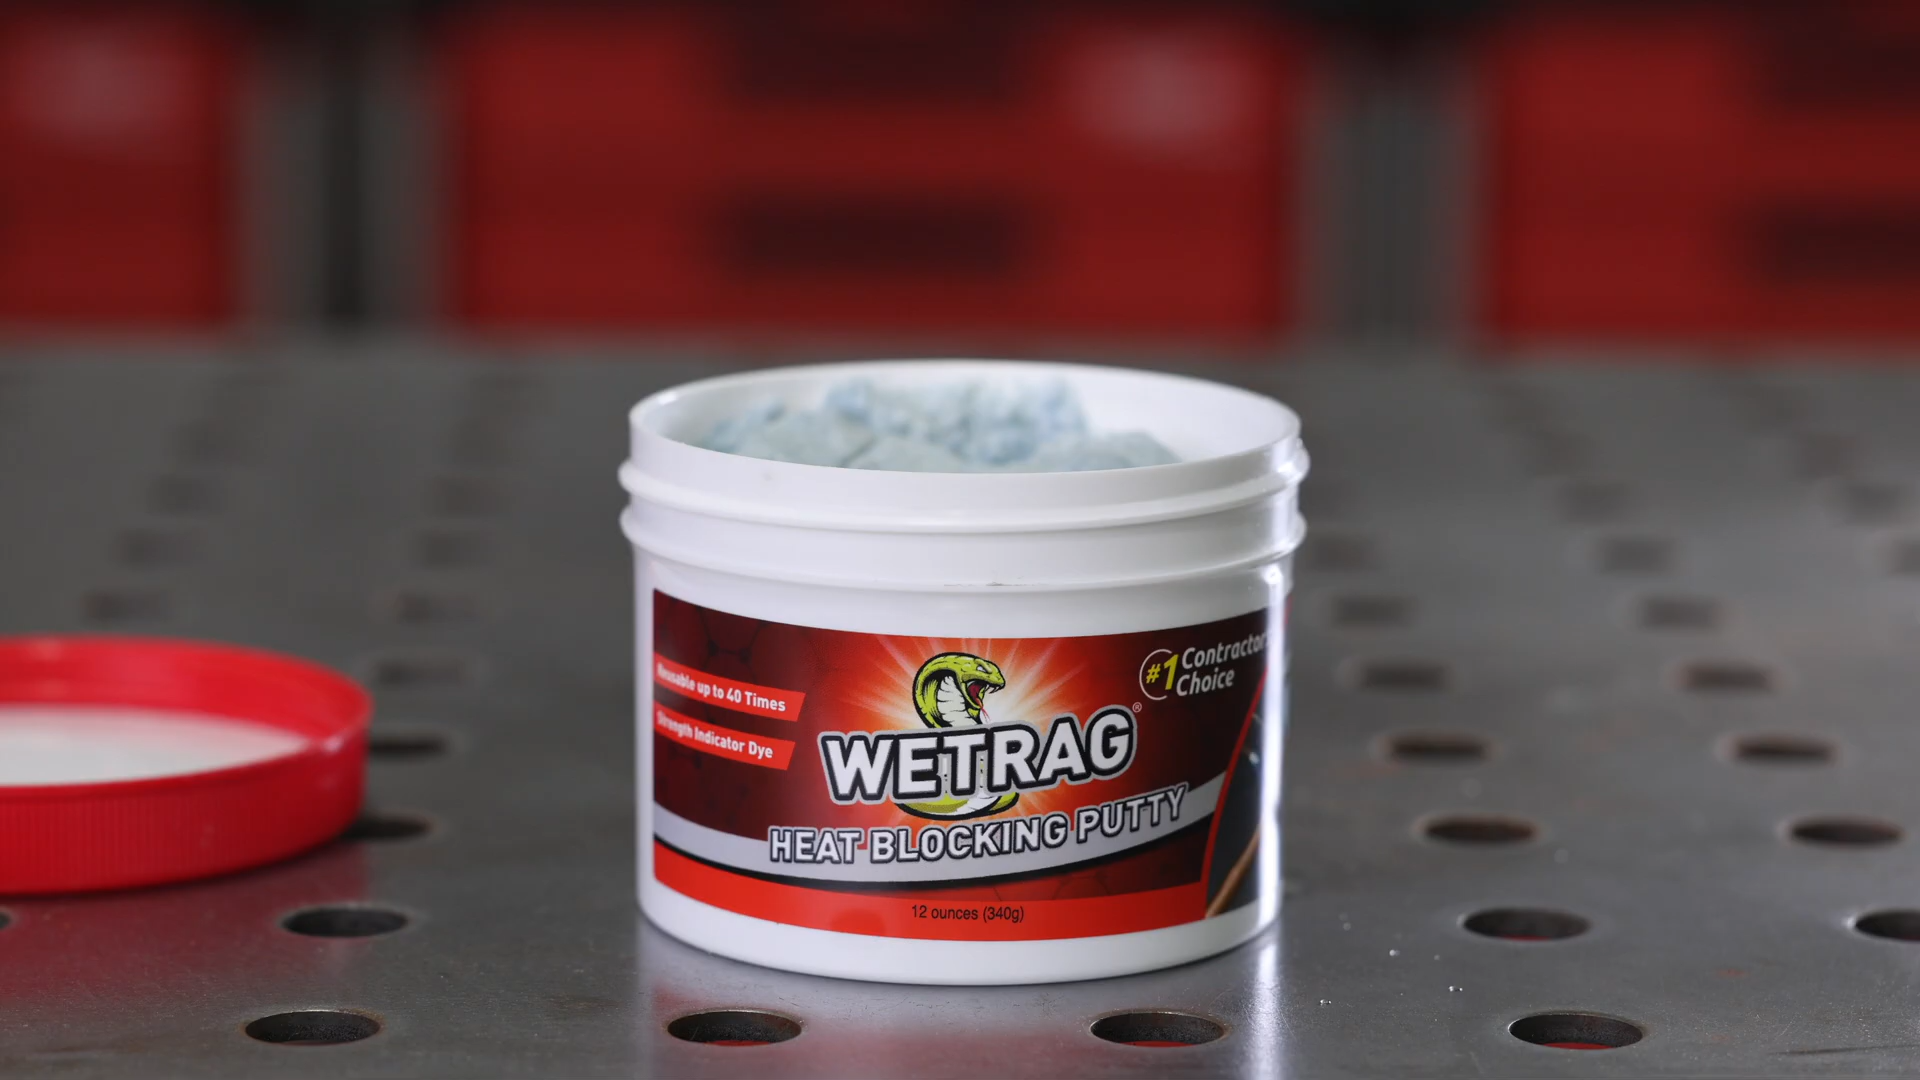 Reusable up to 40 Times
Strength Indicator Dye
#1 Contractor
Choice
WETRAG®
HEAT BLOCKING PUTTY
12 ounces (340g)